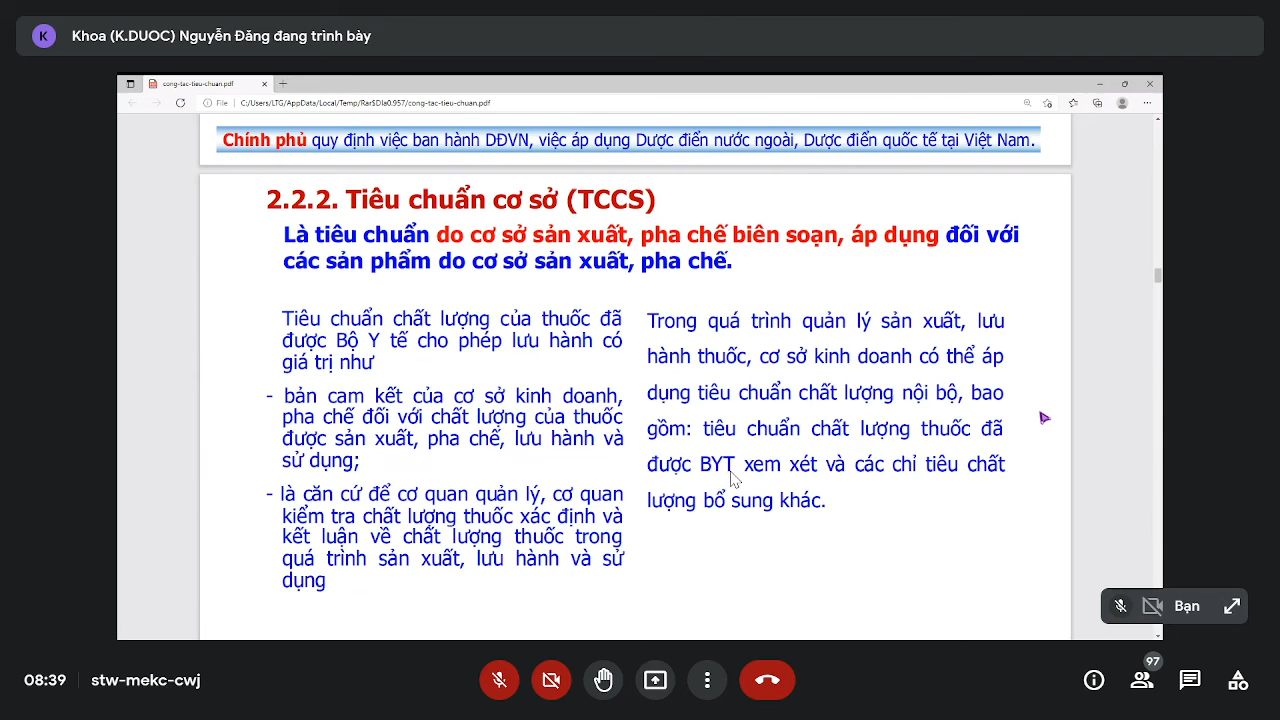 K
Khoa (K.DUOC) Nguyễn Đăng đang trình bày
cong-tac-tieu-chuan.pdf
File
C:/Users/LTG/AppData/Local/Temp/Rar$DIa0.957/cong-tac-tieu-chuan.pdf
Chính phủ quy định việc ban hành DĐVN, việc áp dụng Dược điển nước ngoài, Dược điển quốc tế tại Việt Nam.
2.2.2. Tiêu chuẩn cơ sở (TCCS)
Là tiêu chuẩn do cơ sở sản xuất, pha chế biên soạn, áp dụng đối với
các sản phẩm do cơ sở sản xuất, pha chế.
Tiêu chuẩn chất lượng của thuốc đã
được Bộ Y tế cho phép lưu hành có
giá trị như
- bản cam kết của cơ sở kinh doanh,
pha chế đối với chất lượng của thuốc
được sản xuất, pha chế, lưu hành và
sử dụng;
- là căn cứ để cơ quan quản lý, cơ quan
kiểm tra chất lượng thuốc xác định và
kết luận về chất lượng thuốc trong
quá trình sản xuất, lưu hành và sử
dụng
Trong quá trình quản lý sản xuất, lưu
hành thuốc, cơ sở kinh doanh có thể áp
dụng tiêu chuẩn chất lượng nội bộ, bao
gồm: tiêu chuẩn chất lượng thuốc đã
được BYT xem xét và các chỉ tiêu chất
lượng bổ sung khác.
Bạn
08:39
stw-mekc-cwj
97